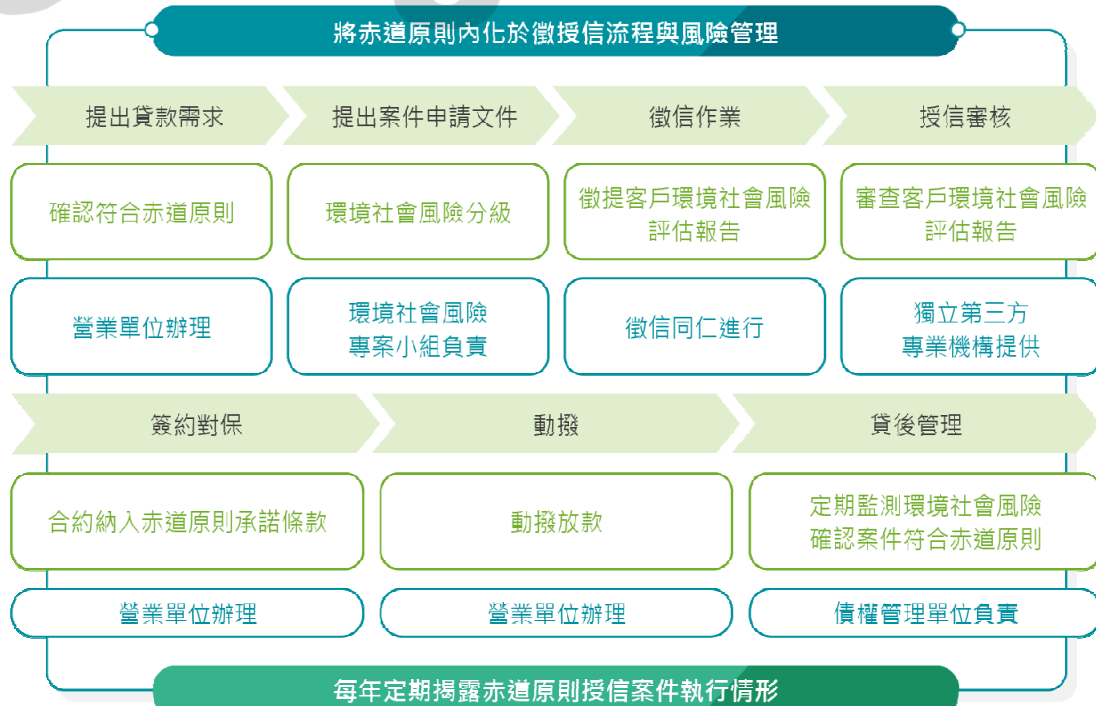 將赤道原則內化於徵授信流程與風險管理
提出貸款需求
提出案件申請文件
徵信作業
授信審核
確認符合赤道原則
環境社會風險分級
徵提客戶環境社會風險
評估報告
審查客戶環境社會風險
評估報告
營業單位辦理
環境社會風險
專案小組負責
徵信同仁進行
獨立第三方
專業機構提供
簽約對保
動撥
貸後管理
合約納入赤道原則承諾條款
動撥放款
定期監測環境社會風險
確認案件符合赤道原則
營業單位辦理
營業單位辦理
債權管理單位負責
每年定期揭露赤道原則授信案件執行情形